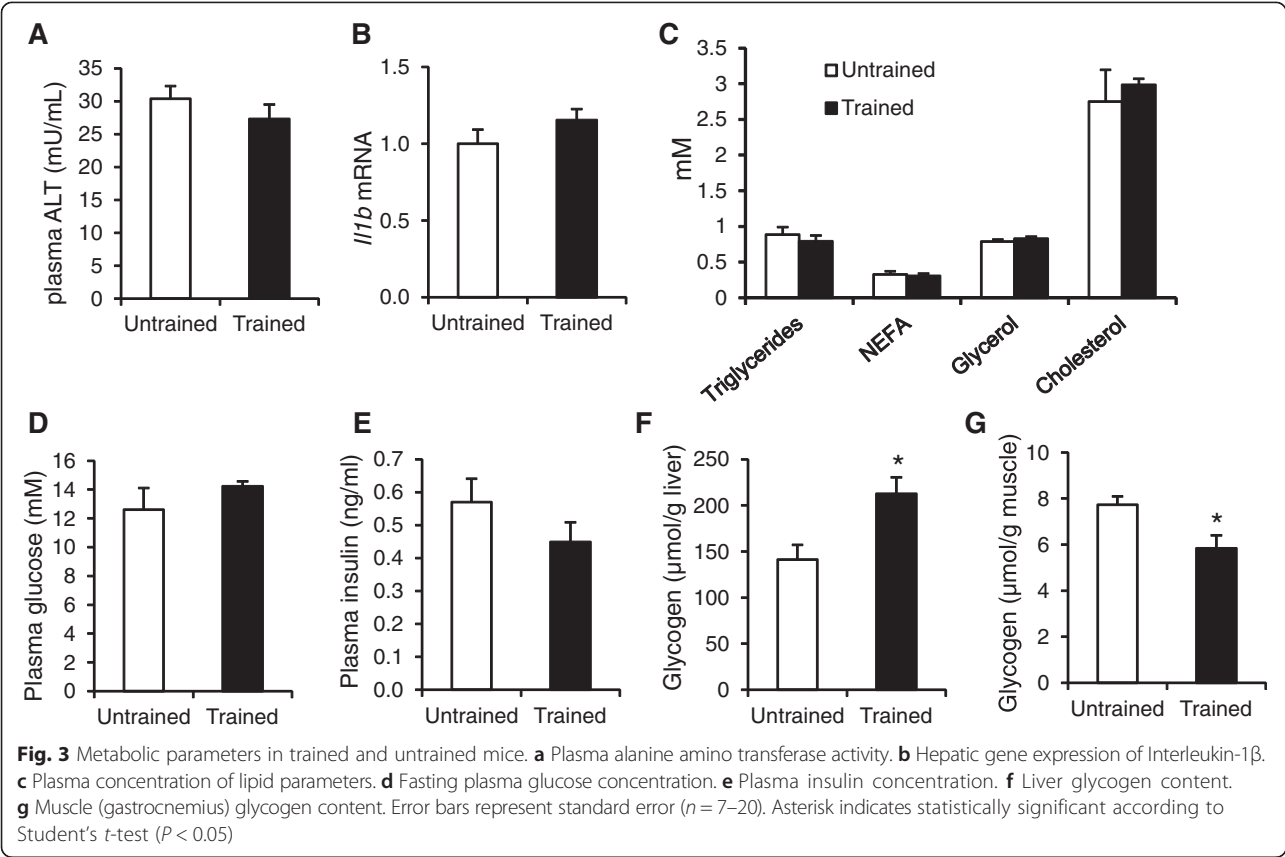 A
plasma ALT (mU/mL)
35
30
25
20
15
10
5
0
Untrained Trained
B
Il1b mRNA
1.5
1.0
0.5
0.0
Untrained Trained
C
mM
3.5
3
2.5
2
1.5
1
0.5
0
Untrained
Trained
Triglycerides
NEFA
Glycerol
Cholesterol
D
Plasma glucose (mM)
16
14
12
10
8
6
4
2
0
Untrained Trained
E
Plasma insulin (ng/ml)
0.7
0.6
0.5
0.4
0.3
0.2
0.1
0.0
Untrained Trained
F
Glycogen (µmol/g liver)
250
200
150
100
50
0
*
Untrained Trained
G
Glycogen (µmol/g muscle)
10
8
6
4
2
0
*
Untrained Trained
Fig. 3 Metabolic parameters in trained and untrained mice. a Plasma alanine amino transferase activity. b Hepatic gene expression of Interleukin-1β.
c Plasma concentration of lipid parameters. d Fasting plasma glucose concentration. e Plasma insulin concentration. f Liver glycogen content.
g Muscle (gastrocnemius) glycogen content. Error bars represent standard error (n = 7–20). Asterisk indicates statistically significant according to
Student's t-test (P < 0.05)